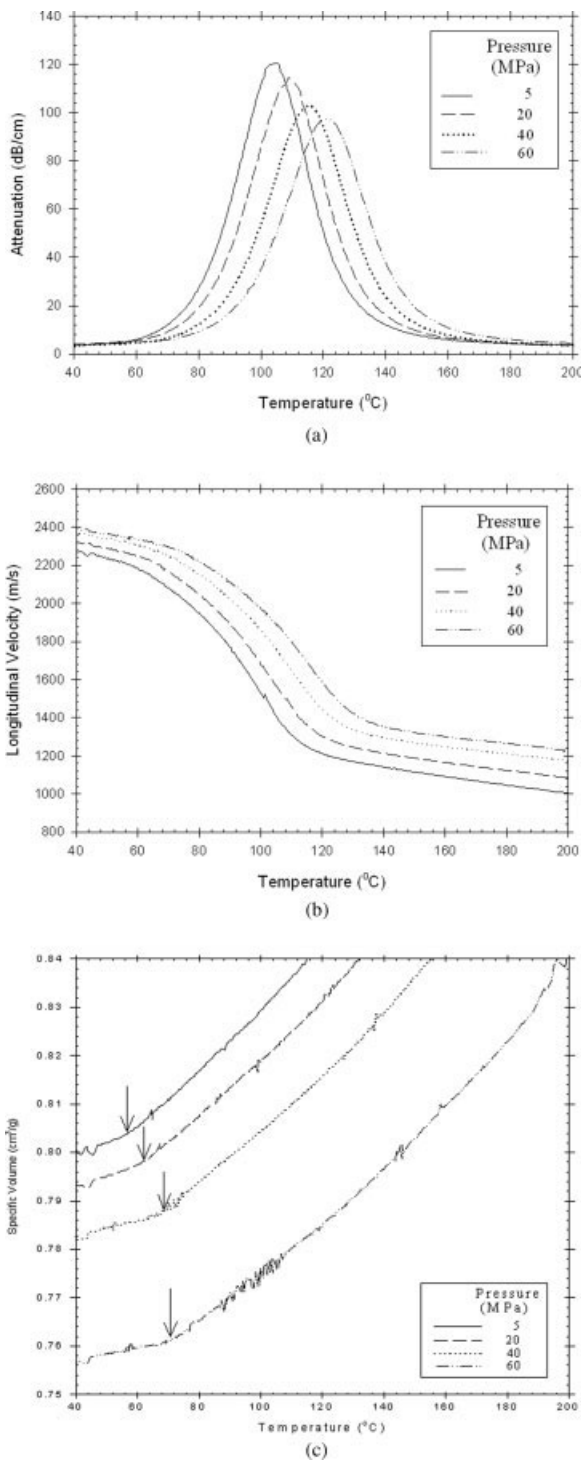 140
120
100
80
60
40
20
0
Attenuation (dB/cm)
Pressure
(MPa)
5
20
40
60
40 60 80 100 120 140 160 180 200
Temperature (⁰C)
(a)
2600
2400
2200
2000
1800
1600
1400
1200
1000
800
Longitudinal Velocity (m/s)
Pressure
(MPa)
5
20
40
60
40 60 80 100 120 140 160 180 200
Temperature (⁰C)
(b)
0.84
0.83
0.82
0.81
0.80
0.79
0.78
0.77
0.76
0.75
Specific Volume (cm³/g)
Pressure
(MPa)
5
20
40
60
40 60 80 100 120 140 160 180 200
Temperature (⁰C)
(c)